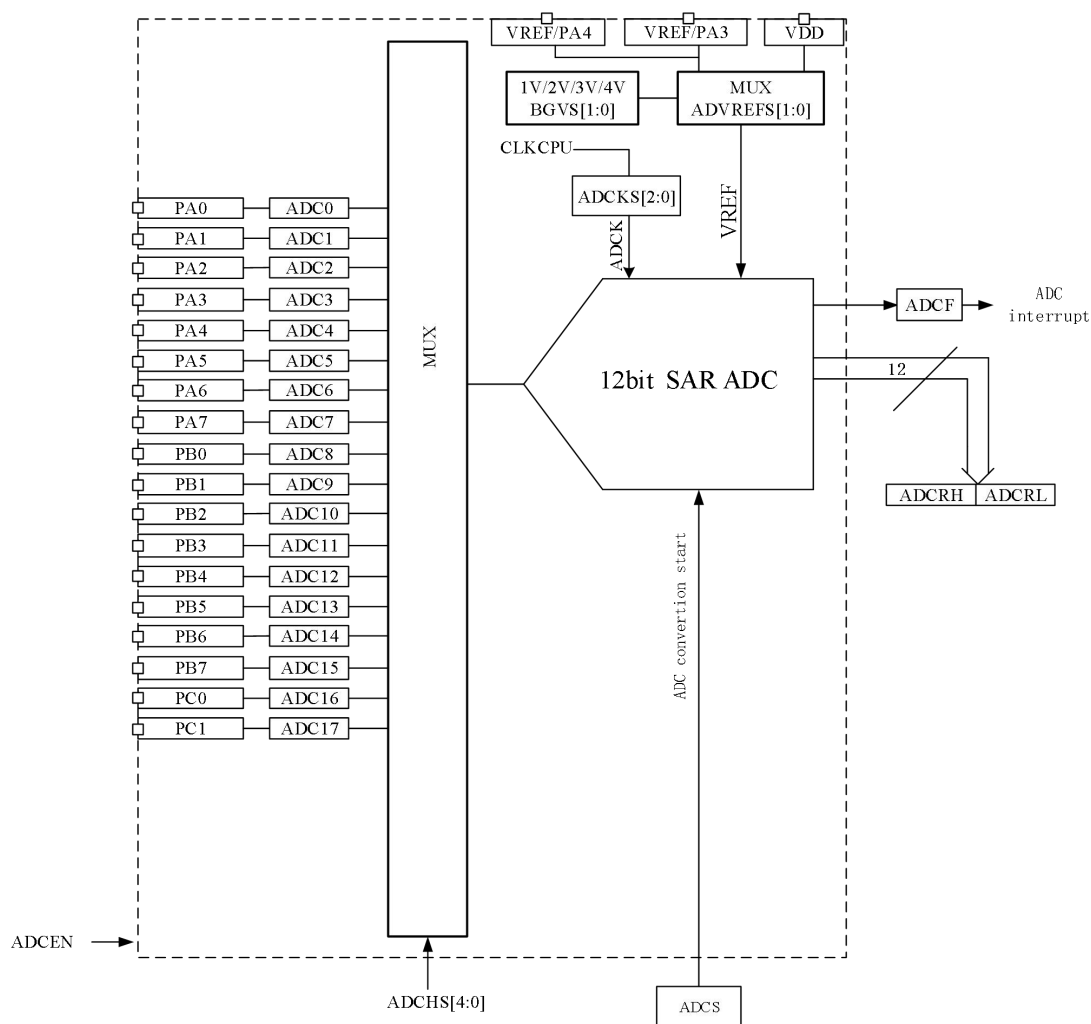 VREF/PA4
VREF/PA3
VDD
1V/2V/3V/4V
BGVS[1:0]
MUX
ADVREFS[1:0]
CLKCPU
ADCKS[2:0]
ADCK
VREF
PA0 ADC0
PA1 ADC1
PA2 ADC2
PA3 ADC3
PA4 ADC4
PA5 ADC5
PA6 ADC6
PA7 ADC7
PB0 ADC8
PB1 ADC9
PB2 ADC10
PB3 ADC11
PB4 ADC12
PB5 ADC13
PB6 ADC14
PB7 ADC15
PC0 ADC16
PC1 ADC17
MUX
12bit SAR ADC
ADCF
ADC
interrupt
12
ADCRH ADCRL
ADC convertion start
ADCEN
ADCHS[4:0]
ADCS